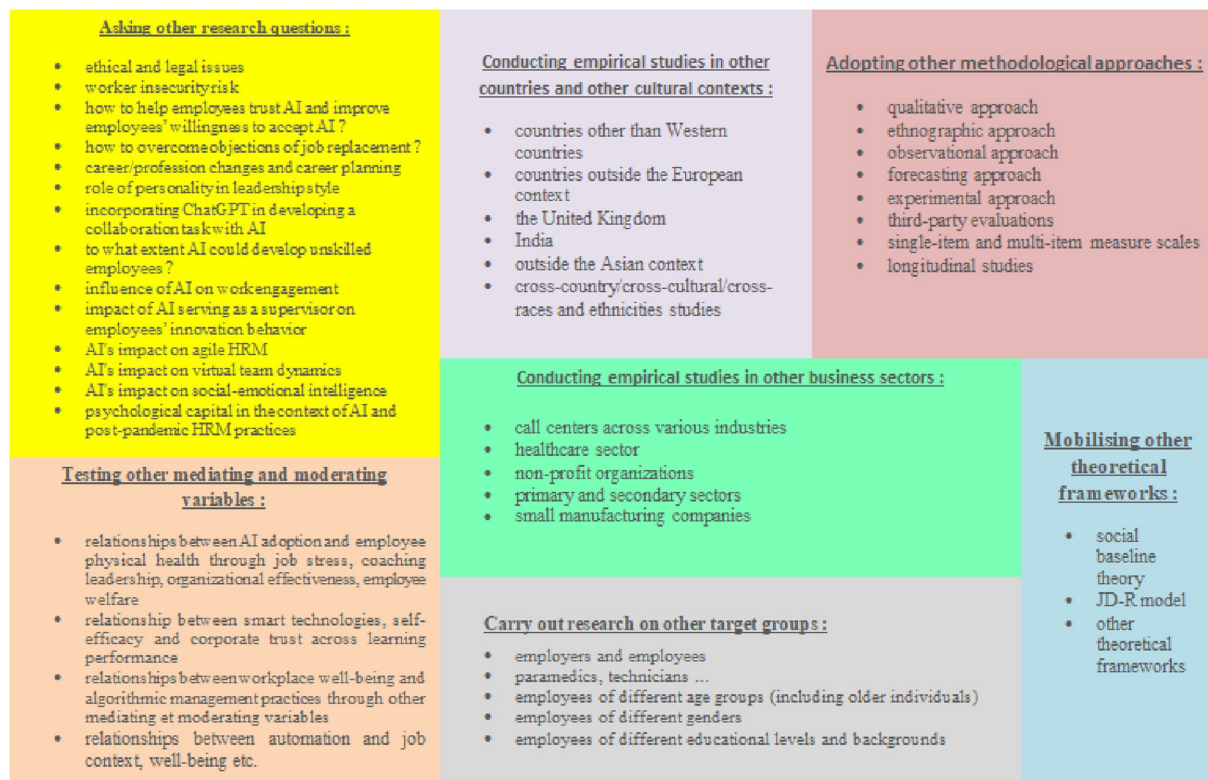 Asking other research questions :
• ethical and legal issues
• worker insecurity risk
• how to help employees trust AI and improve
employees' willingness to accept AI ?
• how to overcome objections of job replacement ?
• career/profession changes and career planning
• role of personality in leadership style
• incorporating ChatGPT in developing a
collaboration task with AI
• to what extent AI could develop unskilled
employees ?
• influence of AI on work engagement
• impact of AI serving as a supervisor on
employees' innovation behavior
• AI's impact on agile HRM
• AI's impact on virtual team dynamics
• AI's impact on social-emotional intelligence
• psychological capital in the context of AI and
post-pandemic HRM practices
Conducting empirical studies in other
countries and other cultural contexts :
• countries other than Western
countries
• countries outside the European
context
• the United Kingdom
• India
• outside the Asian context
• cross-country/cross-cultural/cross-
races and ethnicities studies
Adopting other methodological approaches :
• qualitative approach
• ethnographic approach
• observational approach
• forecasting approach
• experimental approach
• third-party evaluations
• single-item and multi-item measure scales
• longitudinal studies
Conducting empirical studies in other business sectors :
• call centers across various industries
• healthcare sector
• non-profit organizations
• primary and secondary sectors
• small manufacturing companies
Mobilising other
theoretical
frameworks :
• social
baseline
theory
• JD-R model
• other
theoretical
frameworks
Testing other mediating and moderating
variables :
• relationships between AI adoption and employee
physical health through job stress, coaching
leadership, organizational effectiveness, employee
welfare
• relationship between smart technologies, self-
efficacy and corporate trust across learning
performance
• relationships between workplace well-being and
algorithmic management practices through other
mediating et moderating variables
• relationships between automation and job
context, well-being etc.
Carry out research on other target groups :
• employers and employees
• paramedics, technicians ...
• employees of different age groups (including older individuals)
• employees of different genders
• employees of different educational levels and backgrounds